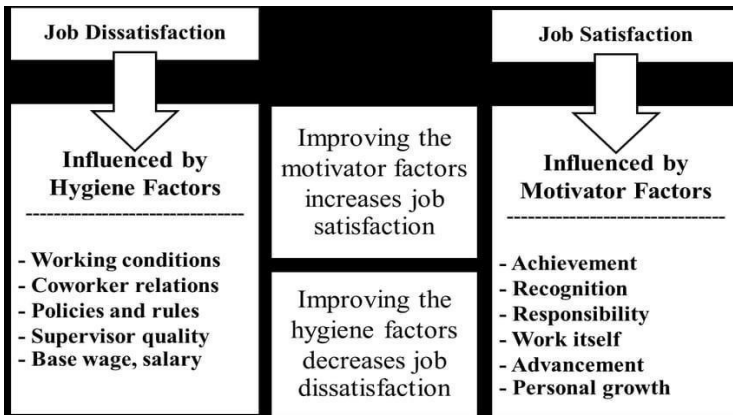 Job Dissatisfaction
Influenced by
Hygiene Factors
------------------------------
- Working conditions
- Coworker relations
- Policies and rules
- Supervisor quality
- Base wage, salary
Improving the
motivator factors
increases job
satisfaction
Improving the
hygiene factors
decreases job
dissatisfaction
Job Satisfaction
Influenced by
Motivator Factors
------------------------------
- Achievement
- Recognition
- Responsibility
- Work itself
- Advancement
- Personal growth